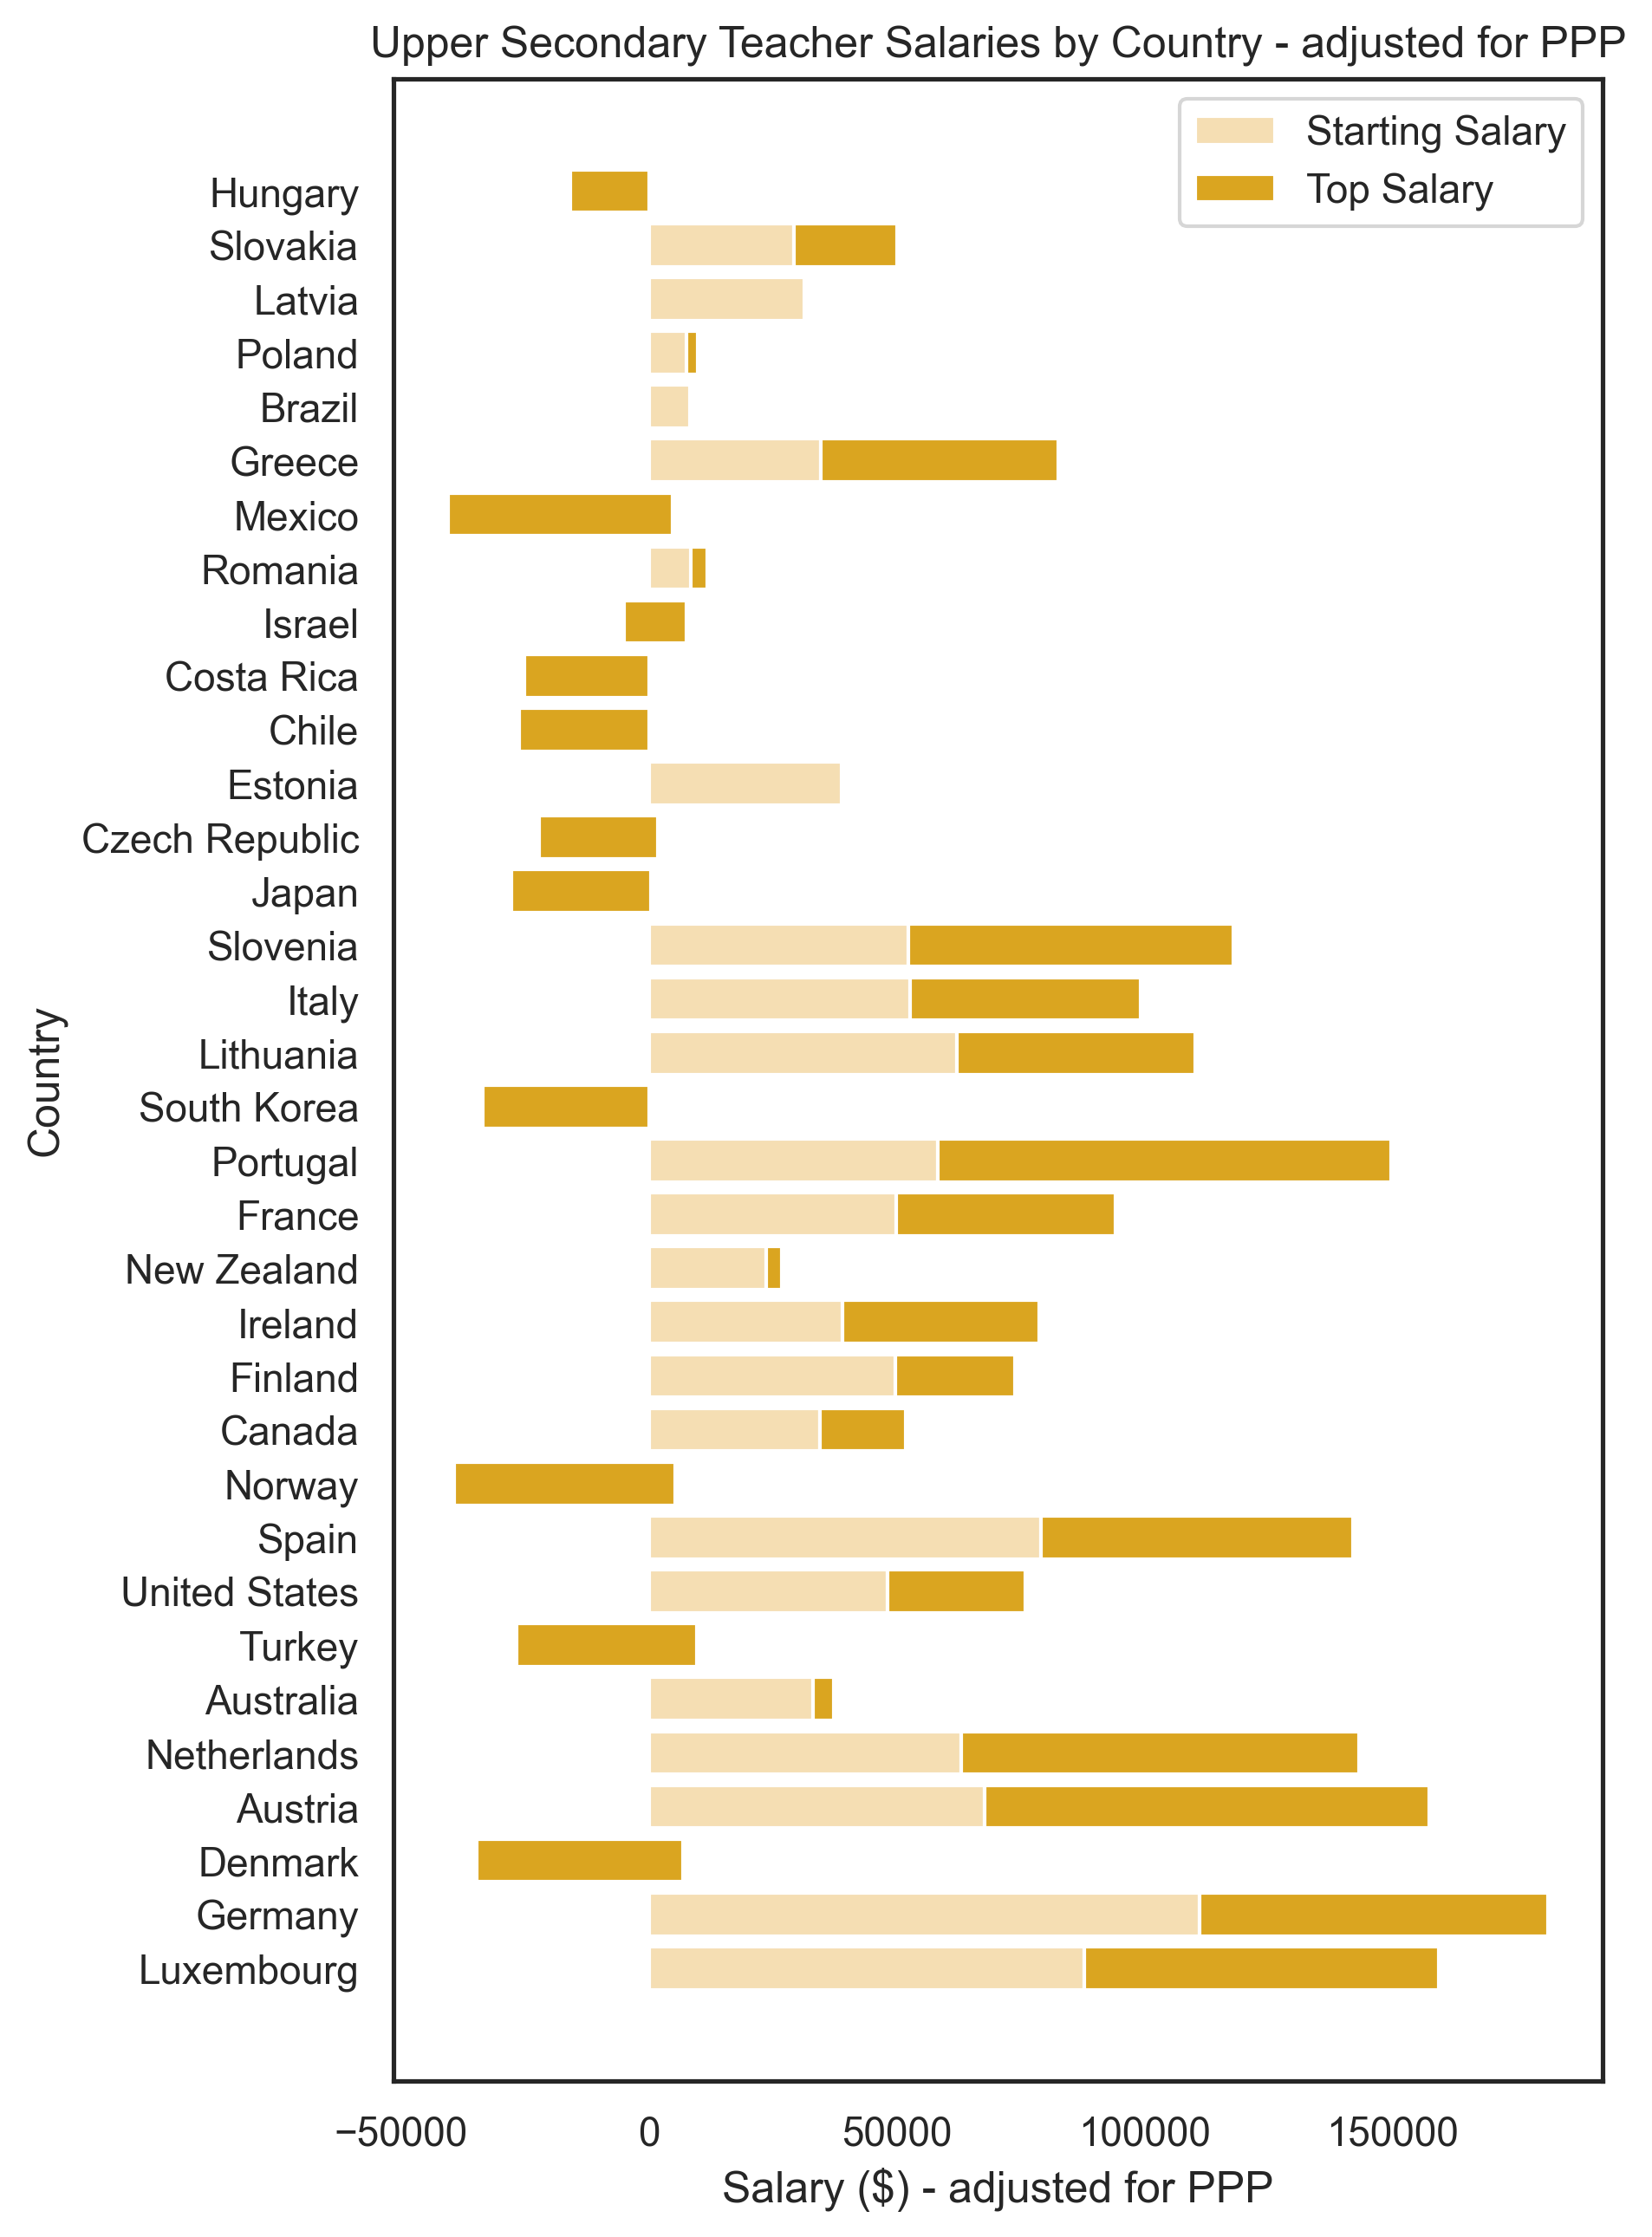 Upper Secondary Teacher Salaries by Country - adjusted for PPP
Starting Salary
Top Salary
Hungary
Slovakia
Latvia
Poland
Brazil
Greece
Mexico
Romania
Israel
Costa Rica
Chile
Estonia
Czech Republic
Japan
Slovenia
Italy
Lithuania
South Korea
Portugal
France
New Zealand
Ireland
Finland
Canada
Norway
Spain
United States
Turkey
Australia
Netherlands
Austria
Denmark
Germany
Luxembourg
Country
−50000 0 50000 100000 150000
Salary ($) - adjusted for PPP